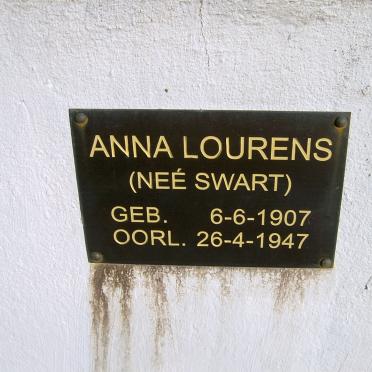 ANNA LOURENS
(NEÉ SWART)
GEB. 6-6-1907
OORL. 26-4-1947